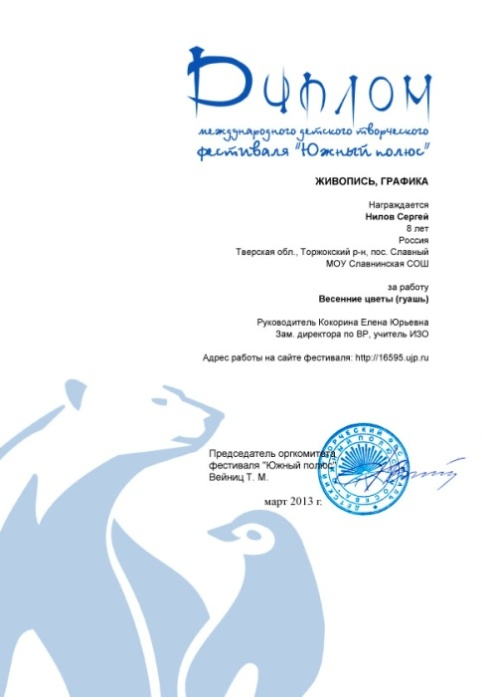 Диплом
международного детского творческого
фестиваля "Южный полюс"
ЖИВОПИСЬ, ГРАФИКА
Награждается
Нилов Сергей
8 лет
Россия
Тверская обл., Торжокский р-н, пос. Славный
МОУ Славнинская СОШ
за работу
Весенние цветы (гуашь)
Руководитель Кокорина Елена Юрьевна
Зам. директора по ВР, учитель ИЗО
Адрес работы на сайте фестиваля: http://16595.ujp.ru
Председатель оргкомитета
фестиваля "Южный полюс"
Вейниц Т. М.
март 2013 г.